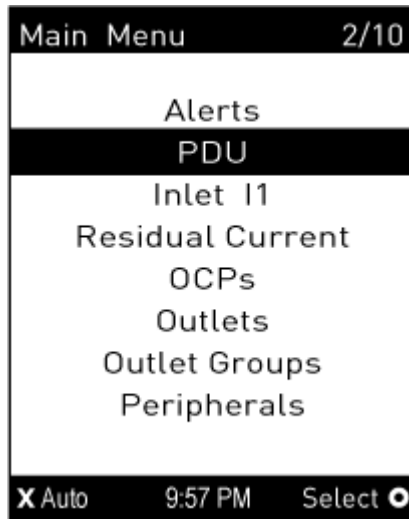 Main Menu 2/10
Alerts
PDU
Inlet I1
Residual Current
OCPs
Outlets
Outlet Groups
Peripherals
X Auto 9:57 PM Select